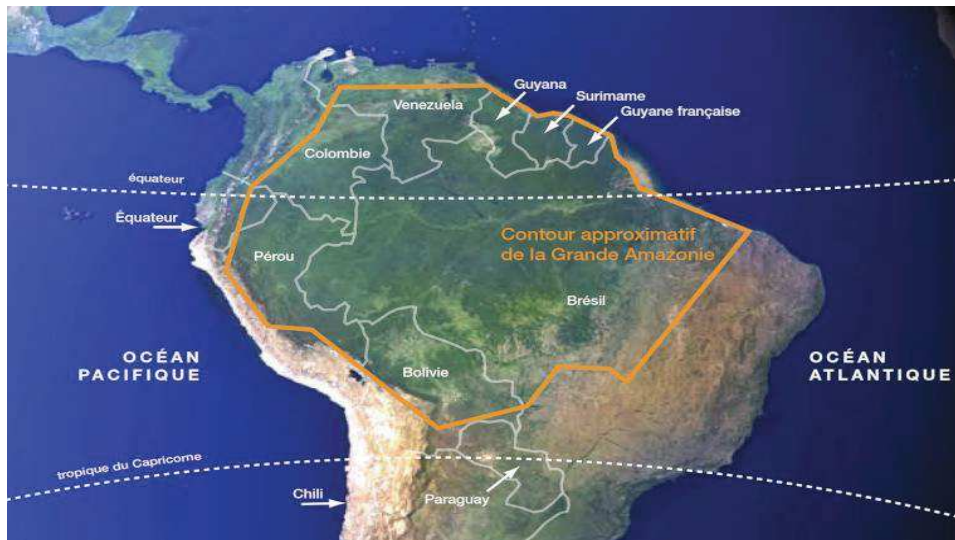 Guyana
Surimame
Guyane française
Venezuela
Colombie
équateur
Équateur
Pérou
Contour approximatif
de la Grande Amazonie
Brésil
OCÉAN
PACIFIQUE
OCÉAN
ATLANTIQUE
Bolivie
tropique du Capricorne
Chili
Paraguay